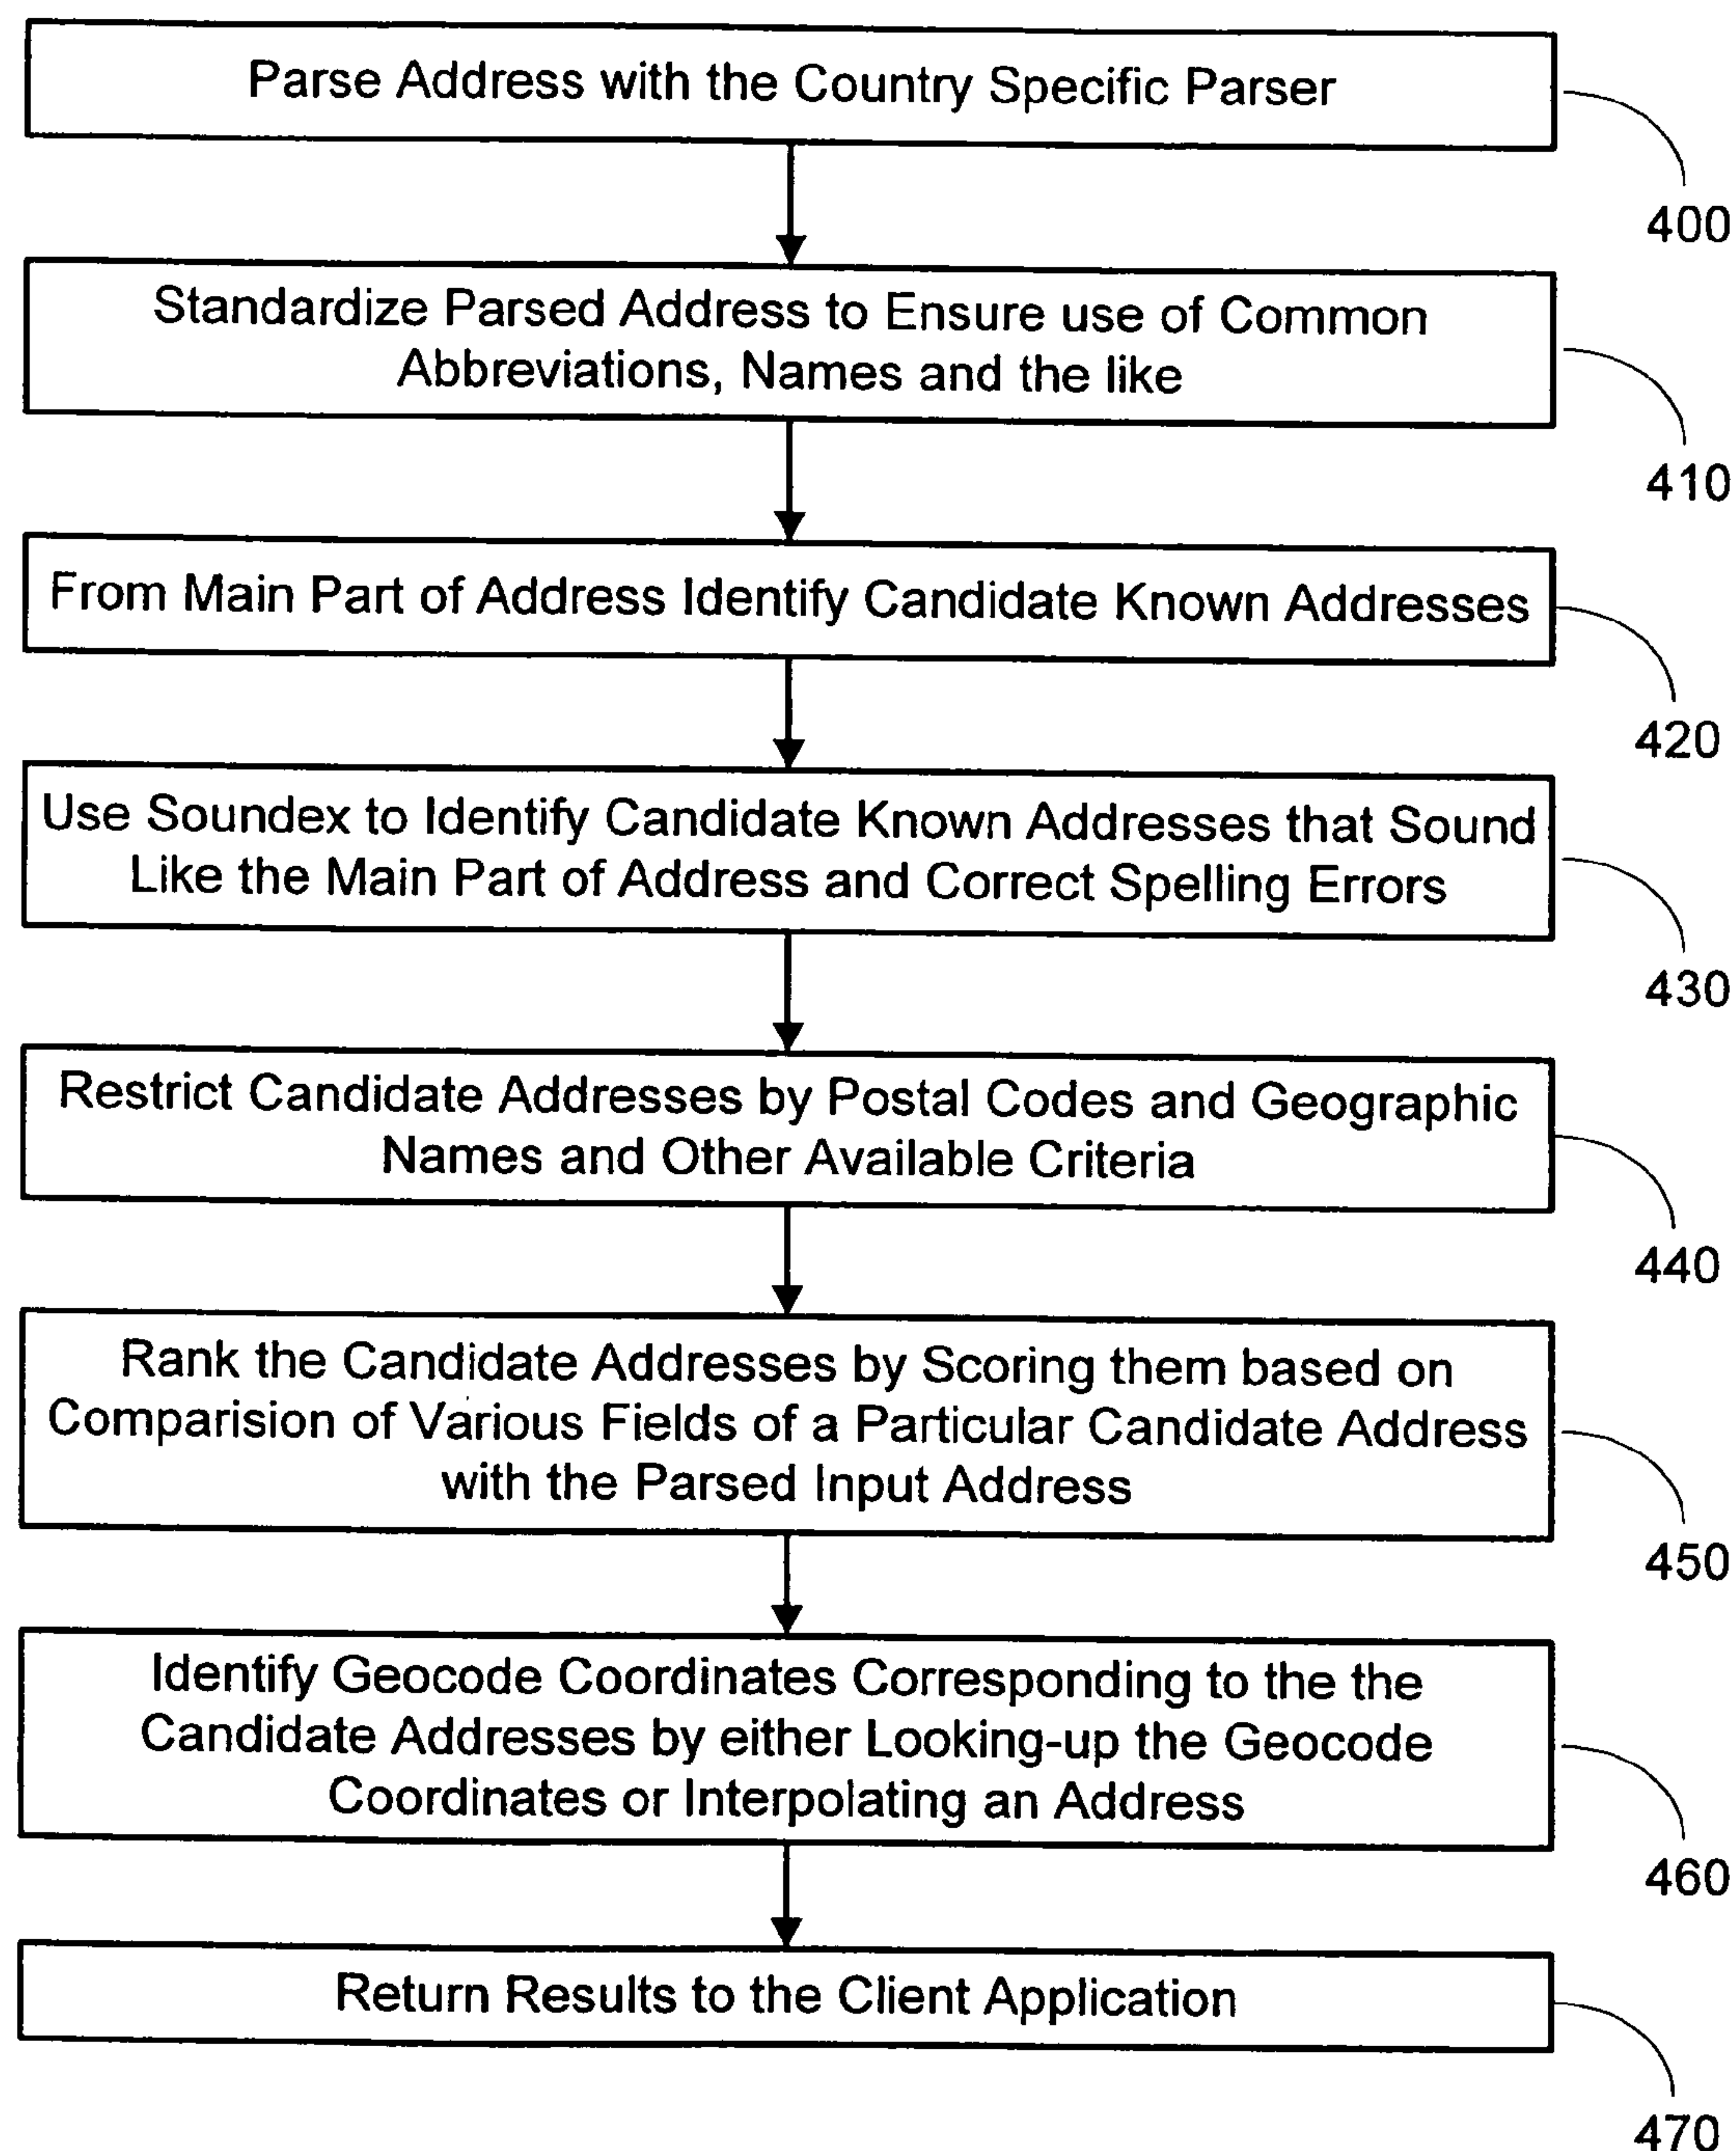 Parse Address with the Country Specific Parser
400
Standardize Parsed Address to Ensure use of Common
Abbreviations, Names and the like
410
From Main Part of Address Identify Candidate Known Addresses
420
Use Soundex to Identify Candidate Known Addresses that Sound
Like the Main Part of Address and Correct Spelling Errors
430
Restrict Candidate Addresses by Postal Codes and Geographic
Names and Other Available Criteria
440
Rank the Candidate Addresses by Scoring them based on
Comparision of Various Fields of a Particular Candidate Address
with the Parsed Input Address
450
Identify Geocode Coordinates Corresponding to the the
Candidate Addresses by either Looking-up the Geocode
Coordinates or Interpolating an Address
460
Return Results to the Client Application
470